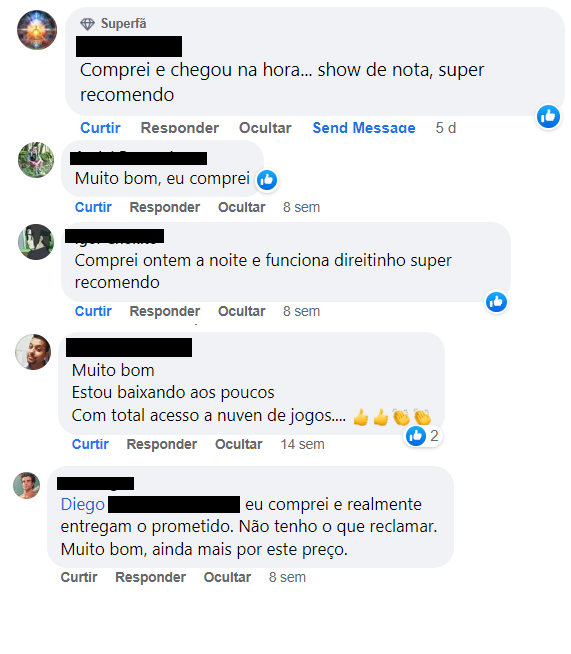 Superfã
Comprei e chegou na hora... show de nota, super
recomendo
Curtir Responder Ocultar Send Message 5 d
Muito bom, eu comprei
Curtir Responder Ocultar 8 sem
Comprei ontem a noite e funciona direitinho super
recomendo
Curtir Responder Ocultar 8 sem
Muito bom
Estou baixando aos poucos
Com total acesso a nuven de jogos.... 👍👍👏👏
2
Curtir Responder Ocultar 14 sem
Diego eu comprei e realmente
entregam o prometido. Não tenho o que reclamar.
Muito bom, ainda mais por este preço.
Curtir Responder Ocultar 8 sem